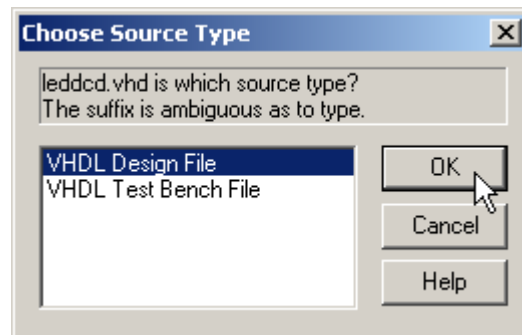 Choose Source Type
leddcd.vhd is which source type?
The suffix is ambiguous as to type.
VHDL Design File
VHDL Test Bench File
OK
Cancel
Help